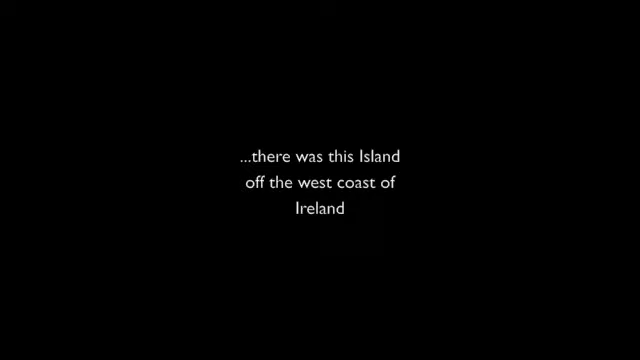 ...there was this Island
off the west coast of
Ireland